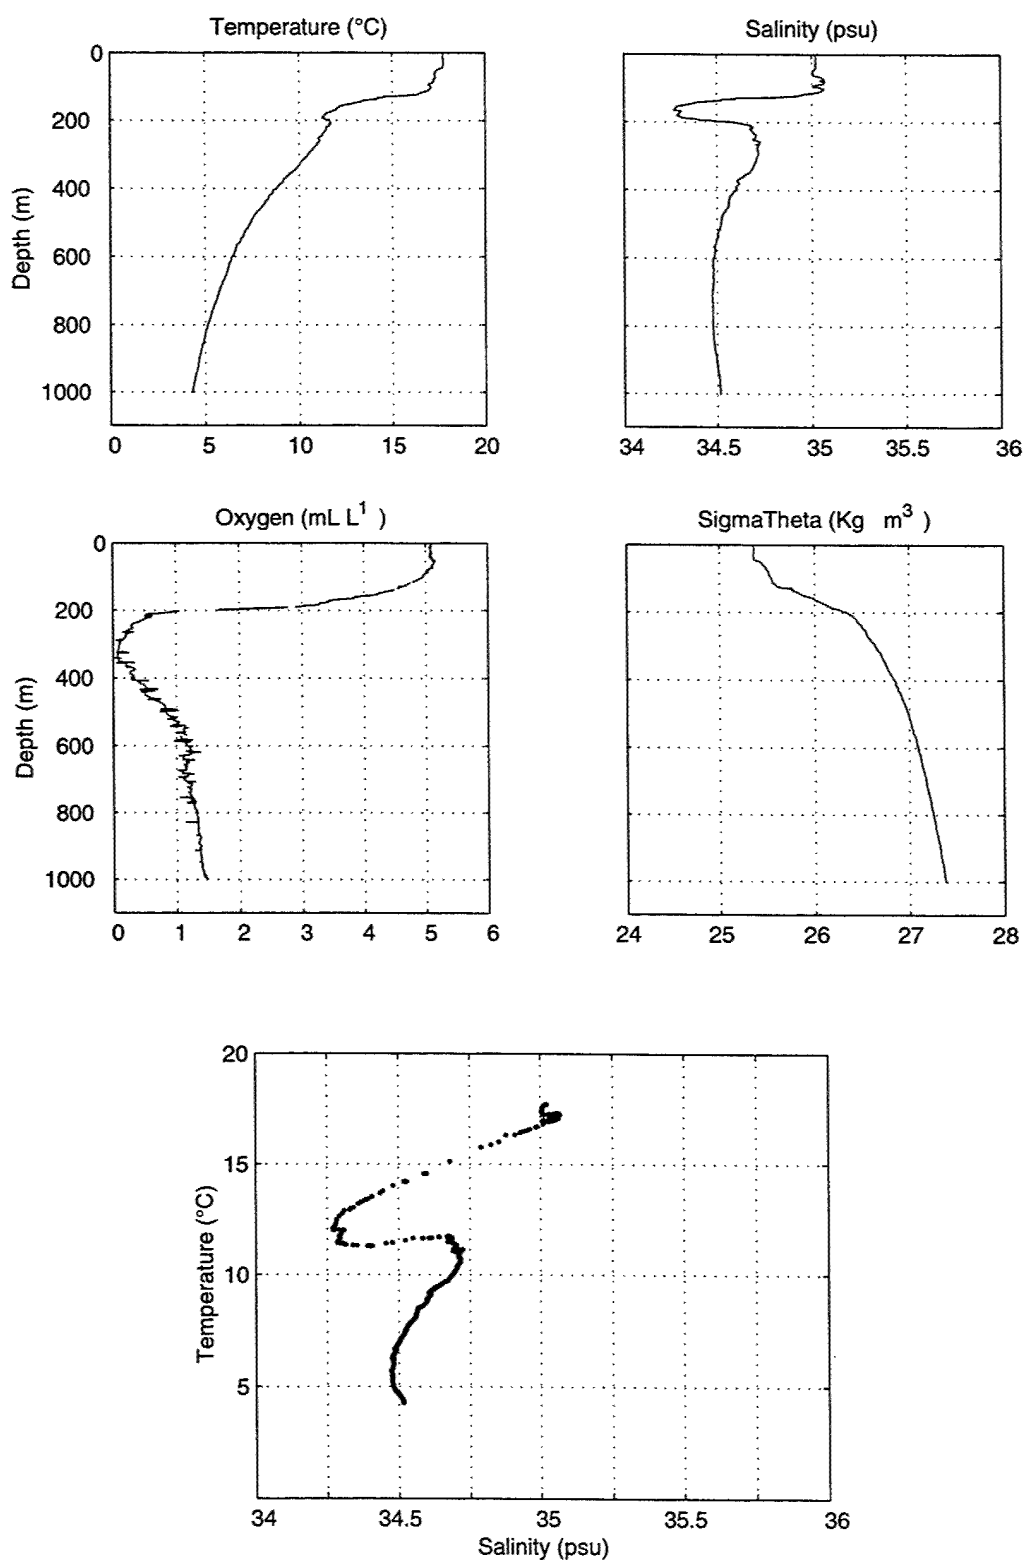 Temperature (°C)
Salinity (psu)
0
200
400
600
800
1000
Depth (m)
0 5 10 15 20
34 34.5 35 35.5 36
Oxygen (mL L1 )
SigmaTheta (Kg m3 )
0
200
400
600
800
1000
Depth (m)
0 1 2 3 4 5 6
24 25 26 27 28
20
15
10
5
Temperature (°C)
34 34.5 35 35.5 36
Salinity (psu)